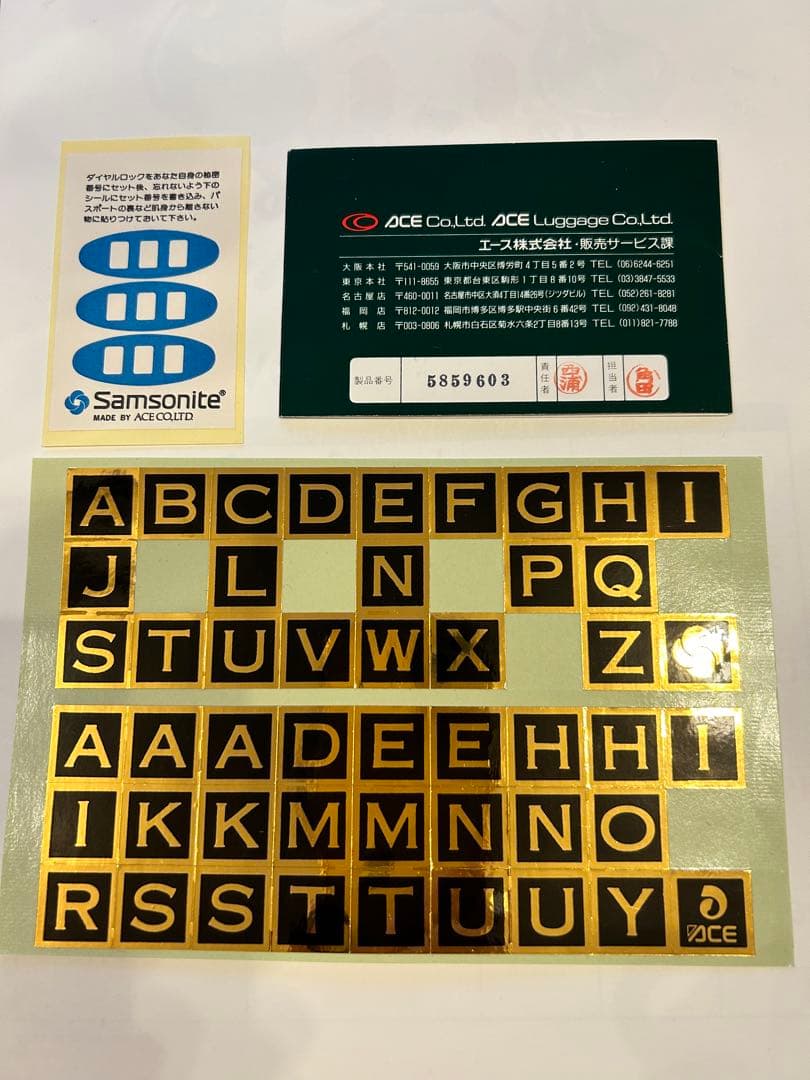 ダイヤルロックをあなた自身の秘密
番号にセット後、忘れないよう下の
シールにセット番号を書き込み、パ
スポートの裏など肌身から離さない
物に貼りつけておいて下さい。
Samsonite®
MADE BY ACE CO,LTD.
ACE Co,Ltd. ACE Luggage Co,Ltd.
エース株式会社・販売サービス課
大阪本社 〒541-0059 大阪市中央区博労町4丁目5番2号 TEL (06)6244-6251
東京本社 〒111-8655 東京都台東区駒形1丁目8番10号 TEL (03)3847-5533
名古屋店 〒460-0011 名古屋市中区大須4丁目14番26号(シツダビル) TEL (052)261-8281
福岡店 〒812-0012 福岡市博多区博多駅中央街6番42号 TEL (092)431-8048
札幌店 〒003-0806 札幌市白石区菊水六条2丁目8番13号 TEL (011)821-7788
製品番号 5859603 責任者 西浦 担当者 角田
A B C D E F G H I
J L N P Q
S T U V W X Z
A A A D E E H H I
I K K M M N N O
R S S T T U U Y ACE